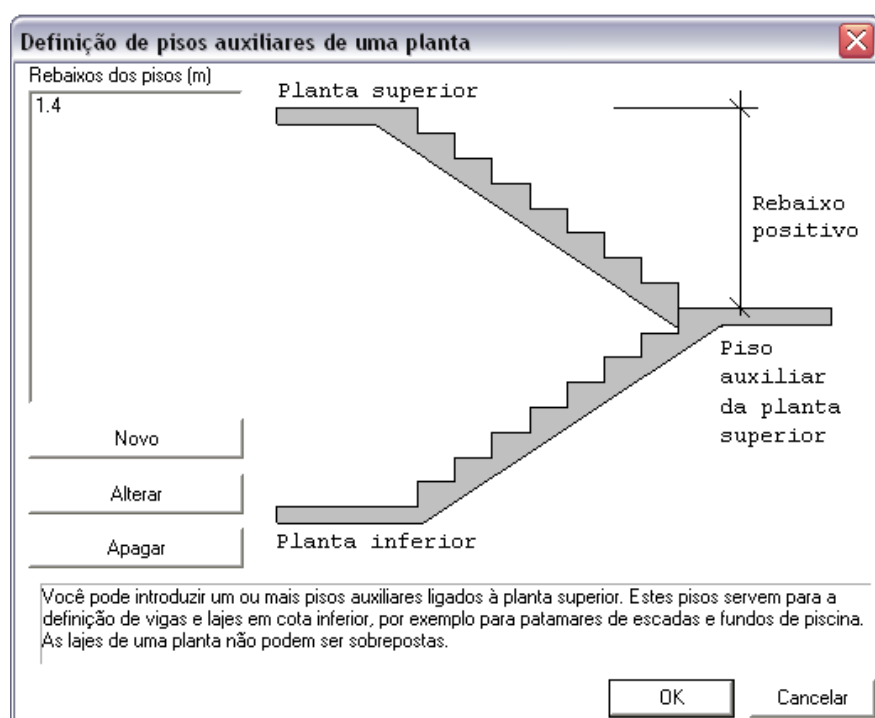 Definição de pisos auxiliares de uma planta
Rebaixos dos pisos (m)
1.4
Planta superior
Rebaixo
positivo
Piso
auxiliar
da planta
superior
Novo
Alterar
Apagar
Planta inferior
Você pode introduzir um ou mais pisos auxiliares ligados à planta superior. Estes pisos servem para a
definição de vigas e lajes em cota inferior, por exemplo para patamares de escadas e fundos de piscina.
As lajes de uma planta não podem ser sobrepostas.
OK
Cancelar